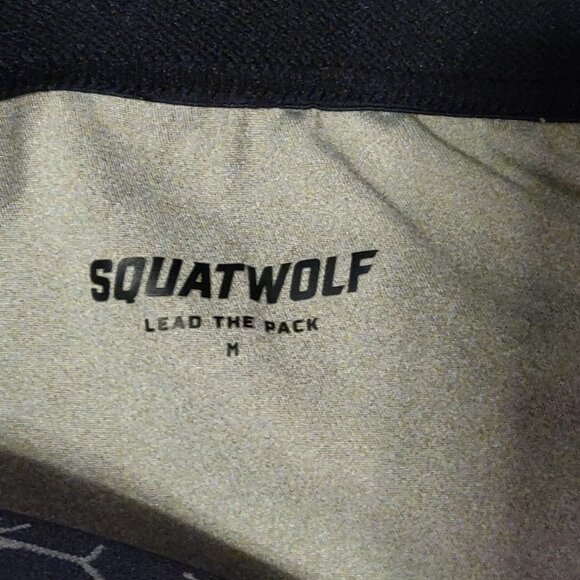 SQUATWOLF
LEAD THE PACK
M